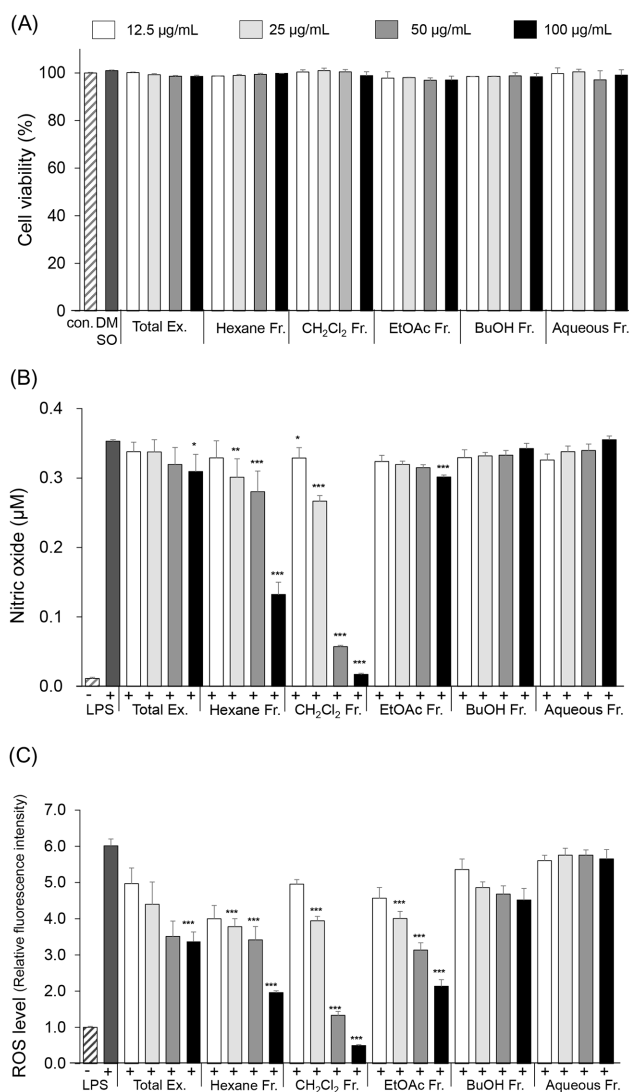 (A)
12.5 µg/mL 25 µg/mL 50 µg/mL 100 µg/mL
Cell viability (%)
120
100
80
60
40
20
0
con. DM
SO
Total Ex. Hexane Fr. CH₂Cl₂ Fr. EtOAc Fr. BuOH Fr. Aqueous Fr.
(B)
Nitric oxide (µM)
0.4
0.3
0.2
0.1
0.0
* ** *** *** * *** *** *** ***
- + + + + + + + + + + + + + + + + + + + + + + + + +
LPS Total Ex. Hexane Fr. CH₂Cl₂ Fr. EtOAc Fr. BuOH Fr. Aqueous Fr.
(C)
ROS level (Relative fluorescence intensity)
7.0
6.0
5.0
4.0
3.0
2.0
1.0
0.0
*** *** *** *** *** *** *** *** *** ***
- + + + + + + + + + + + + + + + + + + + + + + + + +
LPS Total Ex. Hexane Fr. CH₂Cl₂ Fr. EtOAc Fr. BuOH Fr. Aqueous Fr.